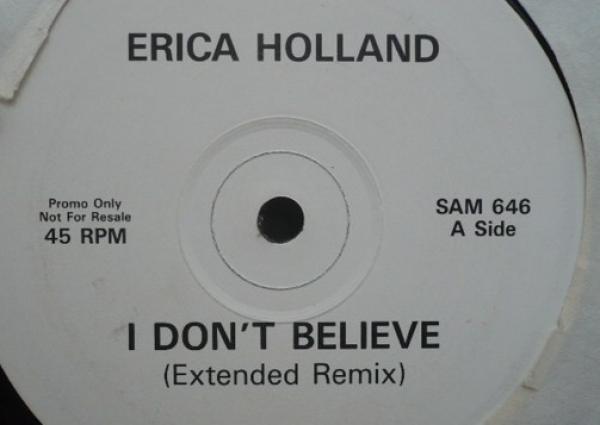 ERICA HOLLAND
Promo Only
Not For Resale
45 RPM
SAM 646
A Side
I DON'T BELIEVE
(Extended Remix)